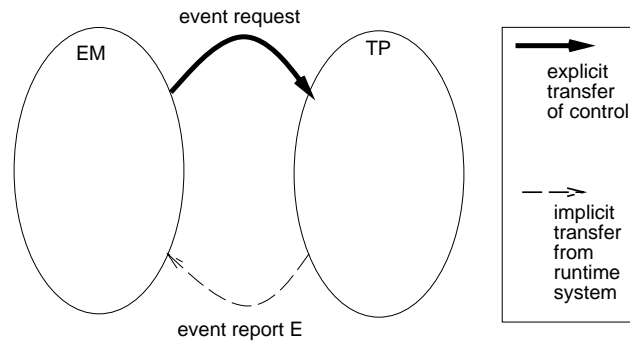 event request
EM
TP
event report E
explicit
transfer
of control
implicit
transfer
from
runtime
system